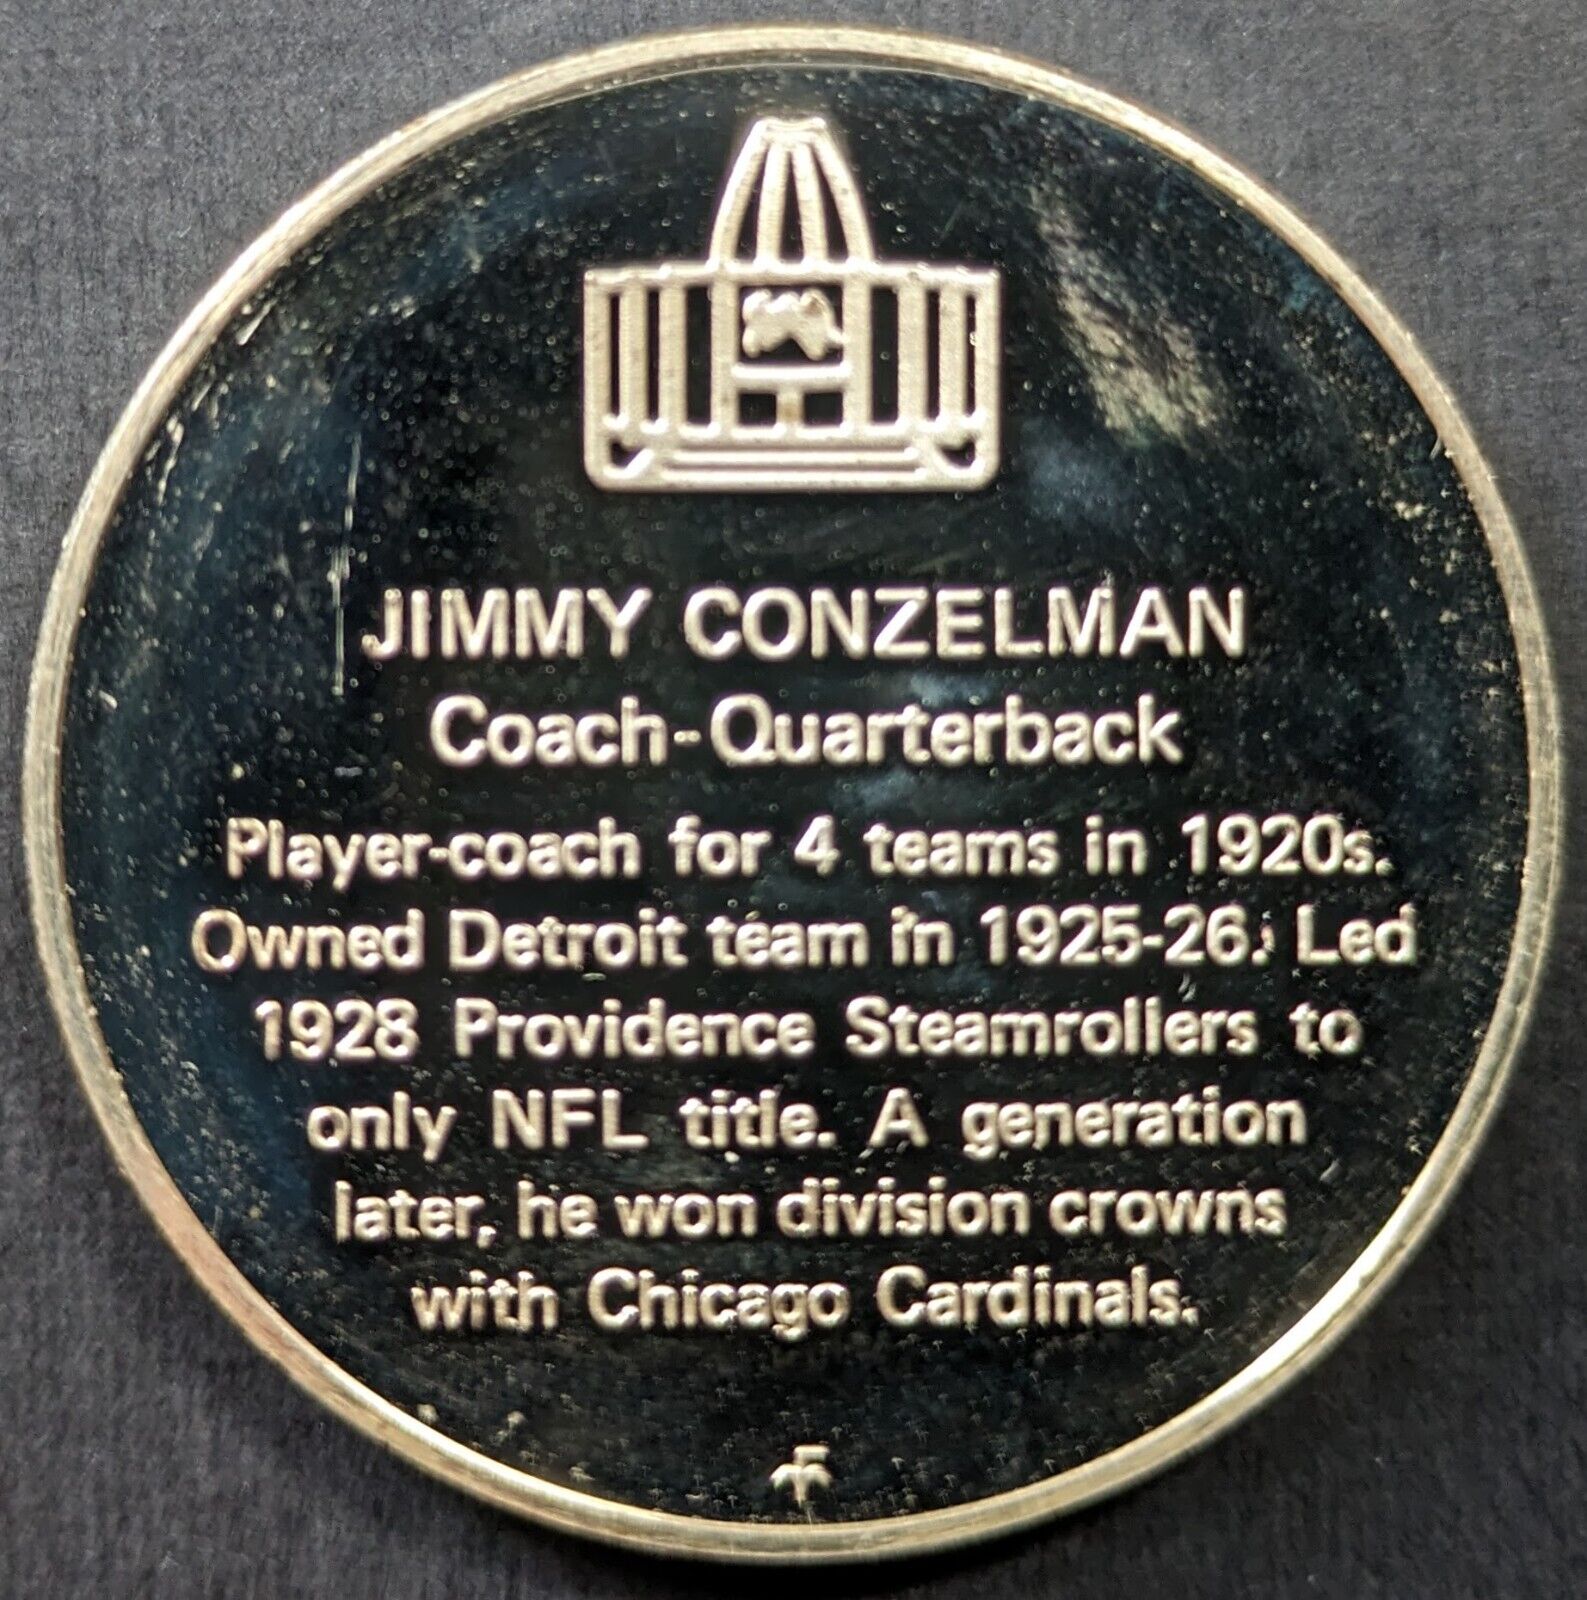 JIMMY CONZELMAN
Coach-Quarterback
Player-coach for 4 teams in 1920s.
Owned Detroit team in 1925-26. Led
1928 Providence Steamrollers to
only NFL title. A generation
later, he won division crowns
with Chicago Cardinals.